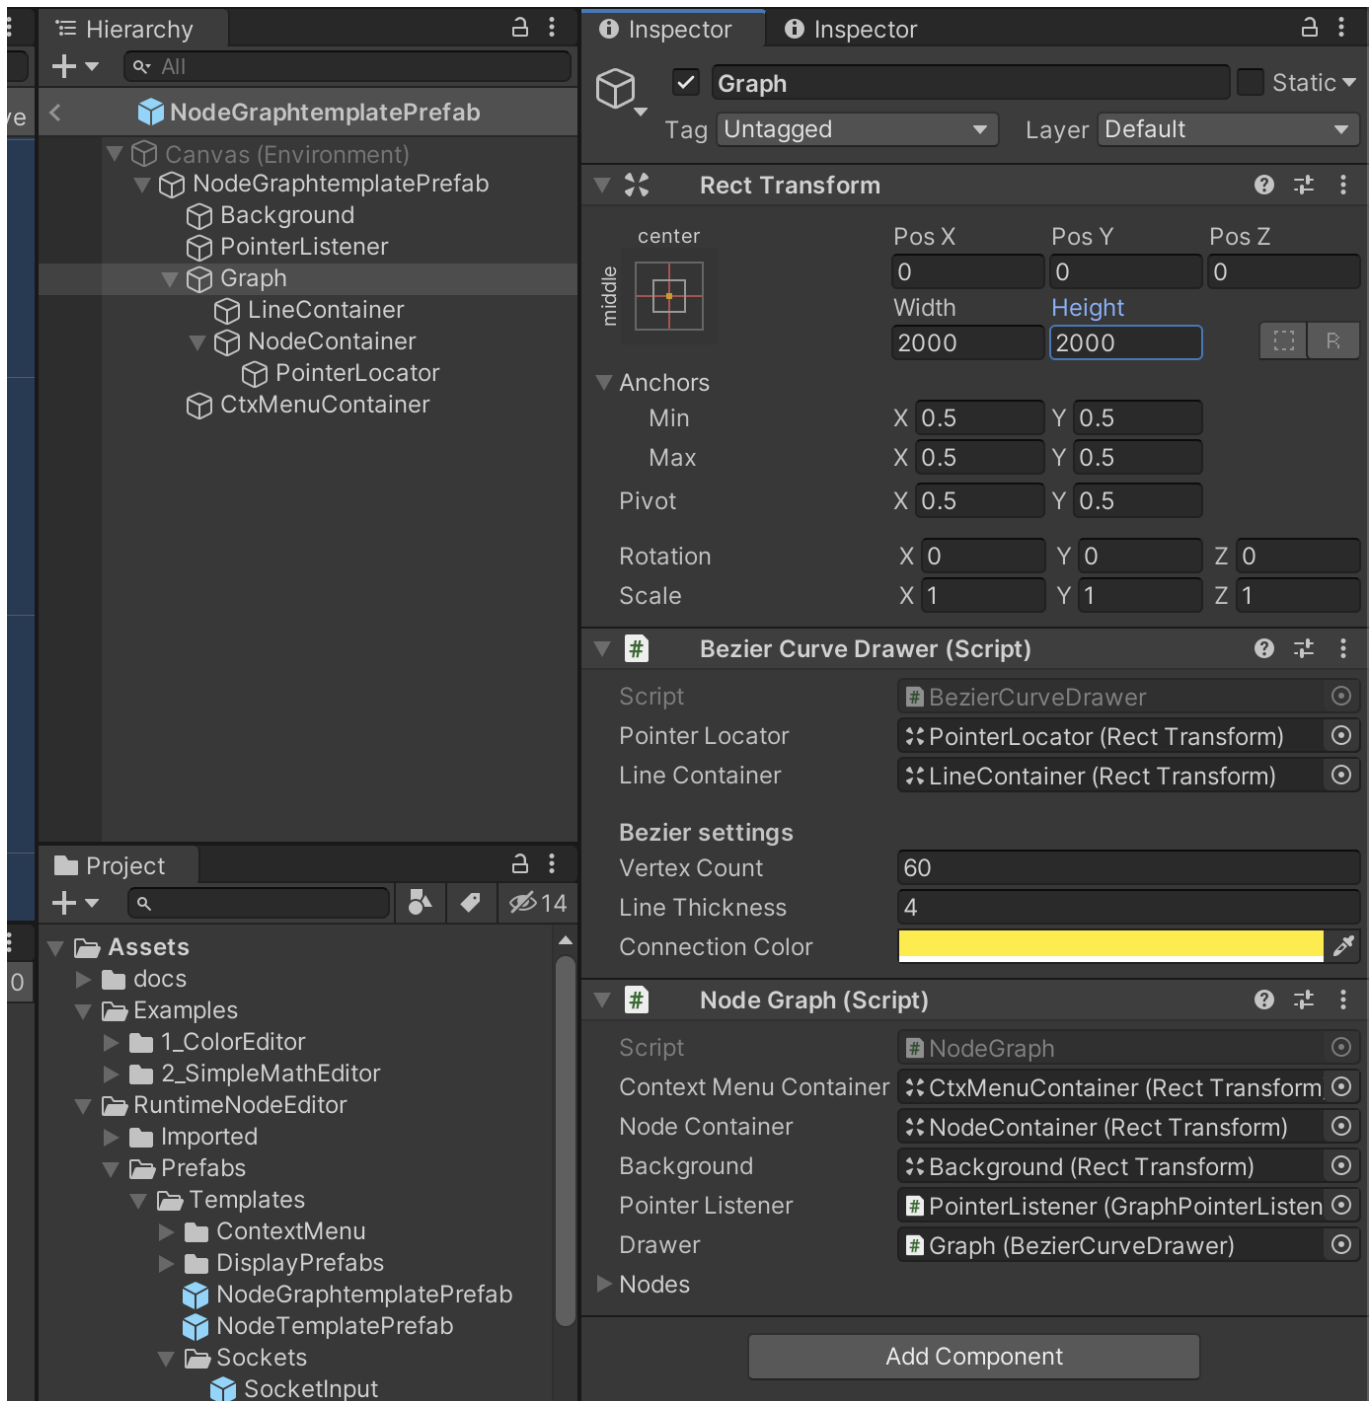 Hierarchy
All
ve
NodeGraphtemplatePrefab
Canvas (Environment)
NodeGraphtemplatePrefab
Background
PointerListener
Graph
LineContainer
NodeContainer
PointerLocator
CtxMenuContainer
Project
14
0
Assets
docs
Examples
1_ColorEditor
2_SimpleMathEditor
RuntimeNodeEditor
Imported
Prefabs
Templates
ContextMenu
DisplayPrefabs
NodeGraphtemplatePrefab
NodeTemplatePrefab
Sockets
SocketInput
Inspector Inspector
Graph Static
Tag Untagged Layer Default
Rect Transform
center
middle
Pos X Pos Y Pos Z
0 0 0
Width Height
2000 2000 R
Anchors
Min X 0.5 Y 0.5
Max X 0.5 Y 0.5
Pivot X 0.5 Y 0.5
Rotation X 0 Y 0 Z 0
Scale X 1 Y 1 Z 1
# Bezier Curve Drawer (Script)
Script # BezierCurveDrawer
Pointer Locator PointerLocator (Rect Transform)
Line Container LineContainer (Rect Transform)
Bezier settings
Vertex Count 60
Line Thickness 4
Connection Color
# Node Graph (Script)
Script # NodeGraph
Context Menu Container CtxMenuContainer (Rect Transform
Node Container NodeContainer (Rect Transform)
Background Background (Rect Transform)
Pointer Listener # PointerListener (GraphPointerListen
Drawer # Graph (BezierCurveDrawer)
Nodes
Add Component